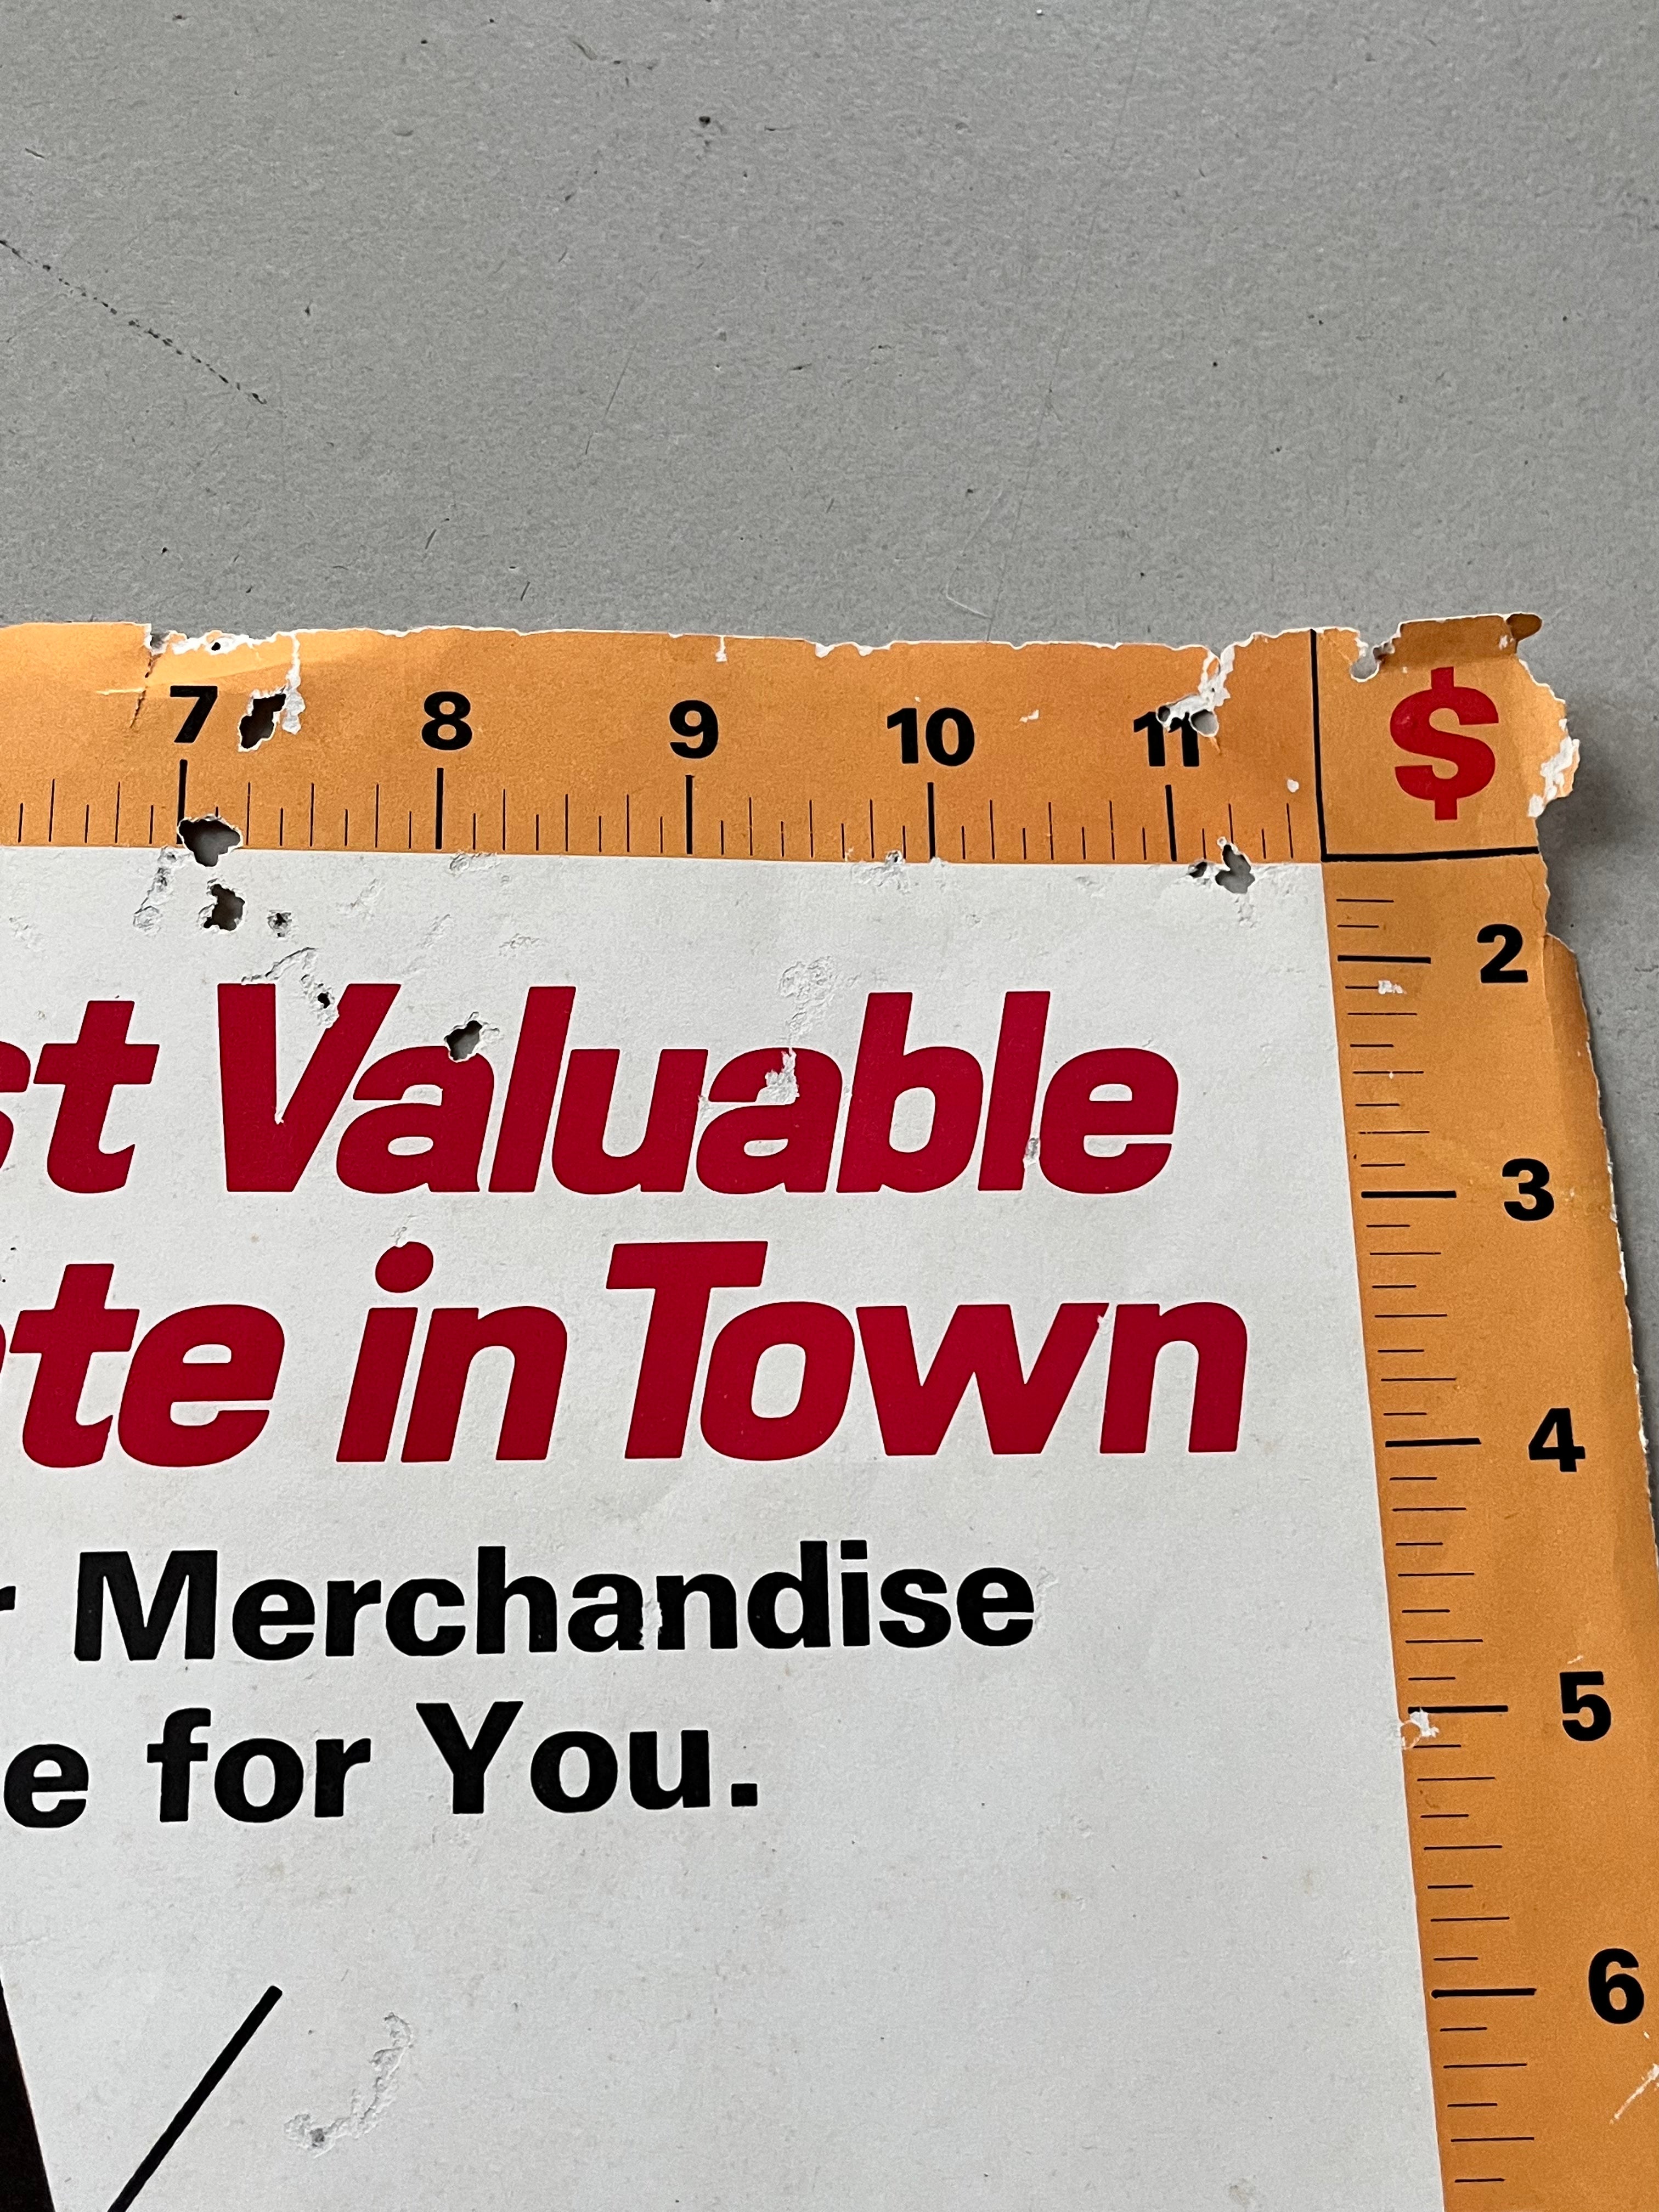 7 8 9 10 11 $
2
st Valuable
3
te in Town
4
r Merchandise
5
e for You.
6